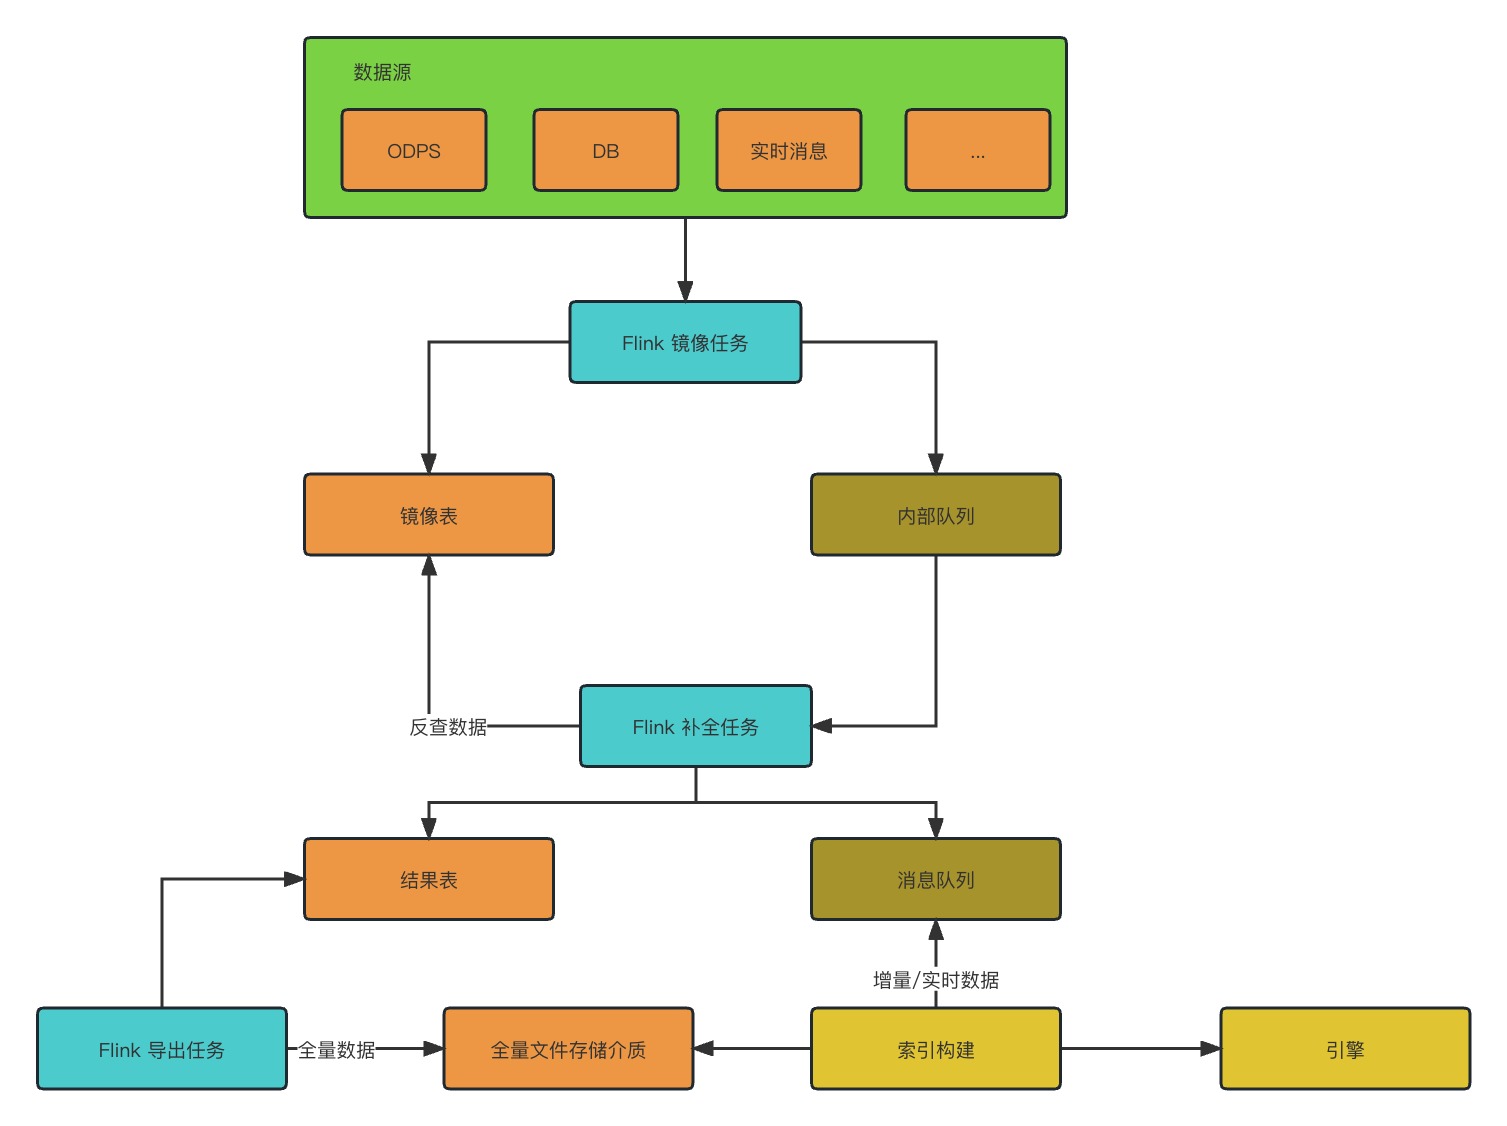 数据源
ODPS
DB
实时消息
...
Flink 镜像任务
镜像表
内部队列
反查数据
Flink 补全任务
结果表
消息队列
增量/实时数据
Flink 导出任务
全量数据
全量文件存储介质
索引构建
引擎